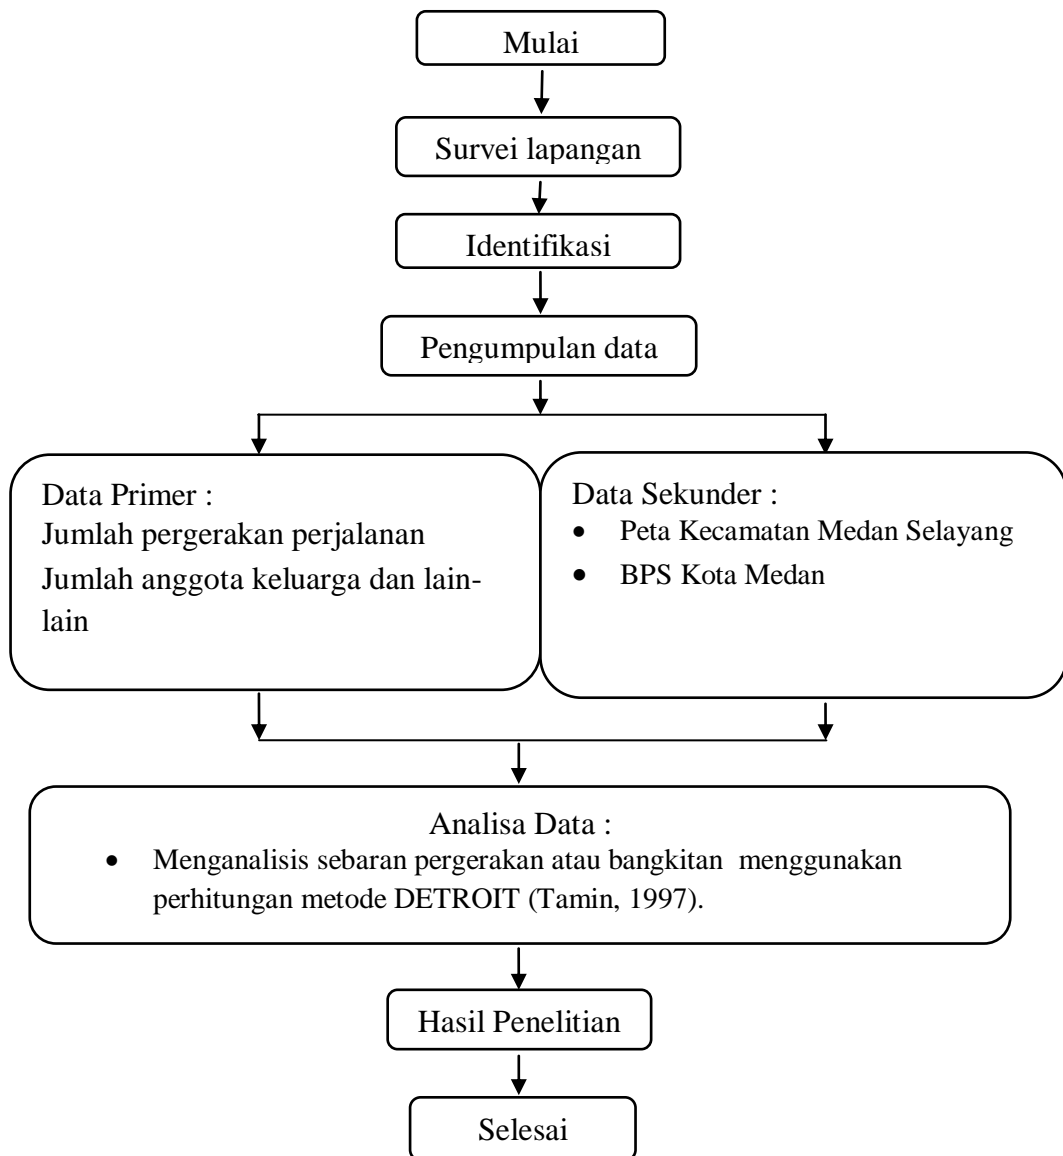 Mulai
Survei lapangan
Identifikasi
Pengumpulan data
Data Primer :
Jumlah pergerakan perjalanan
Jumlah anggota keluarga dan lain-
lain
Data Sekunder :
• Peta Kecamatan Medan Selayang
• BPS Kota Medan
Analisa Data :
• Menganalisis sebaran pergerakan atau bangkitan menggunakan
perhitungan metode DETROIT (Tamin, 1997).
Hasil Penelitian
Selesai